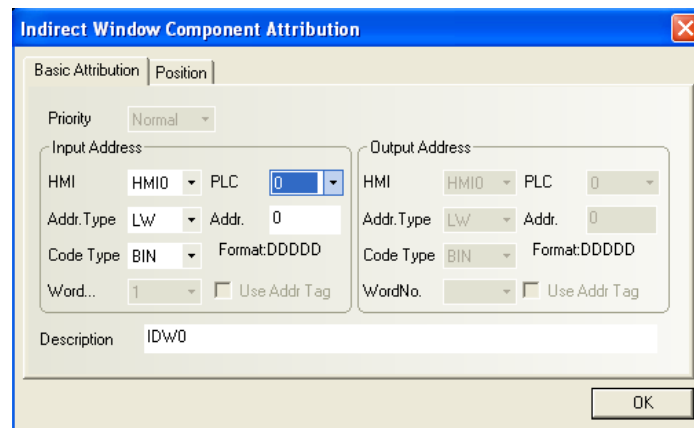 Indirect Window Component Attribution
Basic Attribution Position
Priority Normal
Input Address Output Address
HMI HMI0 PLC 0 HMI HMI0 PLC 0
Addr.Type LW Addr. 0 Addr.Type LW Addr. 0
Code Type BIN Format:DDDDD Code Type BIN Format:DDDDD
Word... 1 Use Addr Tag WordNo. Use Addr Tag
Description IDW0
OK